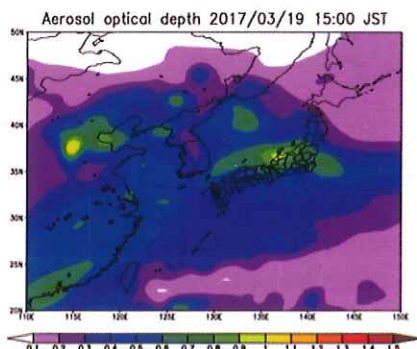 Aerosol optical depth 2017/03/19 15:00 JST
50N
45N
40N
35N
30N
25N
20N
110E 115E 120E 125E 130E 135E 140E 145E 150E
0.1 0.2 0.3 0.4 0.5 0.6 0.7 0.8 0.9 1 1.1 1.2 1.3 1.4 1.5